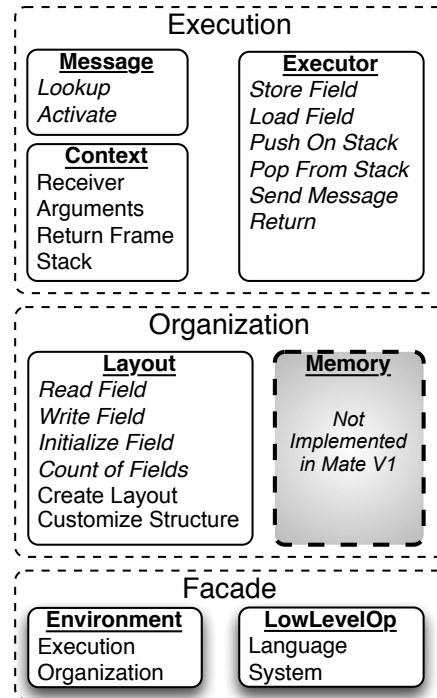 Execution
Message
Lookup
Activate
Context
Receiver
Arguments
Return Frame
Stack
Executor
Store Field
Load Field
Push On Stack
Pop From Stack
Send Message
Return
Organization
Layout
Read Field
Write Field
Initialize Field
Count of Fields
Create Layout
Customize Structure
Memory
Not
Implemented
in Mate V1
Facade
Environment
Execution
Organization
LowLevelOp
Language
System